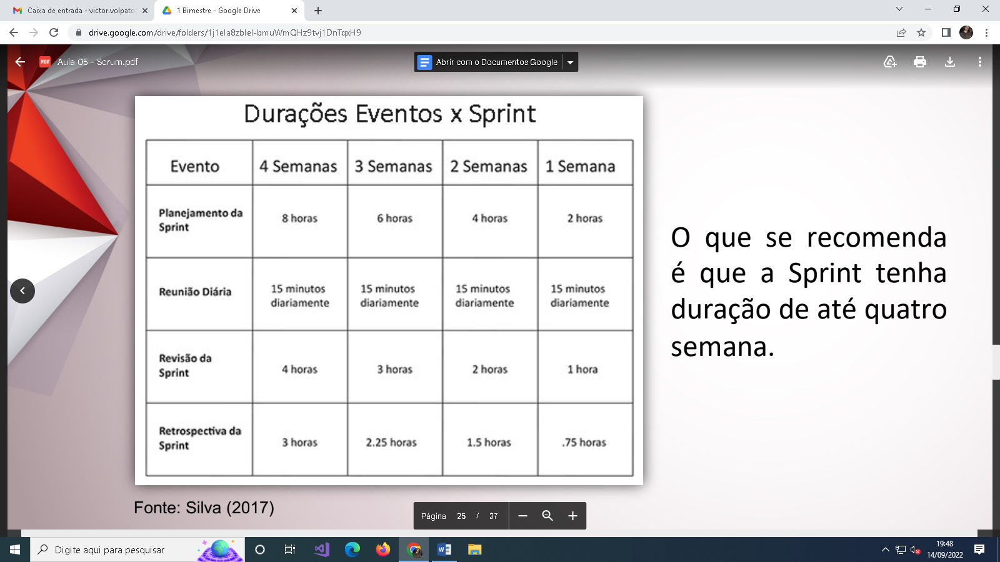 Caixa de entrada - victor.volpato
1 Bimestre - Google Drive
drive.google.com/drive/folders/
PDF
Aula 05 - Scrum.pdf
Abrir com o Documentos Google
Durações Eventos x Sprint
Evento 4 Semanas 3 Semanas 2 Semanas 1 Semana
Planejamento da
Sprint
8 horas 6 horas 4 horas 2 horas
Reunião Diária
15 minutos 15 minutos 15 minutos 15 minutos
diariamente diariamente diariamente diariamente
Revisão da
Sprint
4 horas 3 horas 2 horas 1 hora
Retrospectiva da
Sprint
3 horas 2.25 horas 1.5 horas .75 horas
O que se recomenda
é que a Sprint tenha
duração de até quatro
semana.
Fonte: Silva (2017)
Página 25 / 37
Digite aqui para pesquisar
19:48
14/09/2022